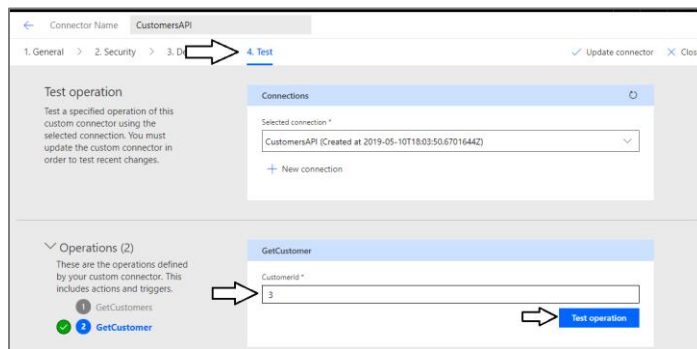 Connector Name CustomersAPI
1. General > 2. Security > 3. De 4. Test Update connector Clos
Test operation
Test a specified operation of this
custom connector using the
selected connection. You must
update the custom connector in
order to test recent changes.
Connections
Selected connection *
CustomersAPI (Created at 2019-05-10T18:03:50.6701644Z)
+ New connection
Operations (2)
These are the operations defined
by your custom connector. This
includes actions and triggers.
1 GetCustomers
2 GetCustomer
GetCustomer
CustomerId *
3
Test operation